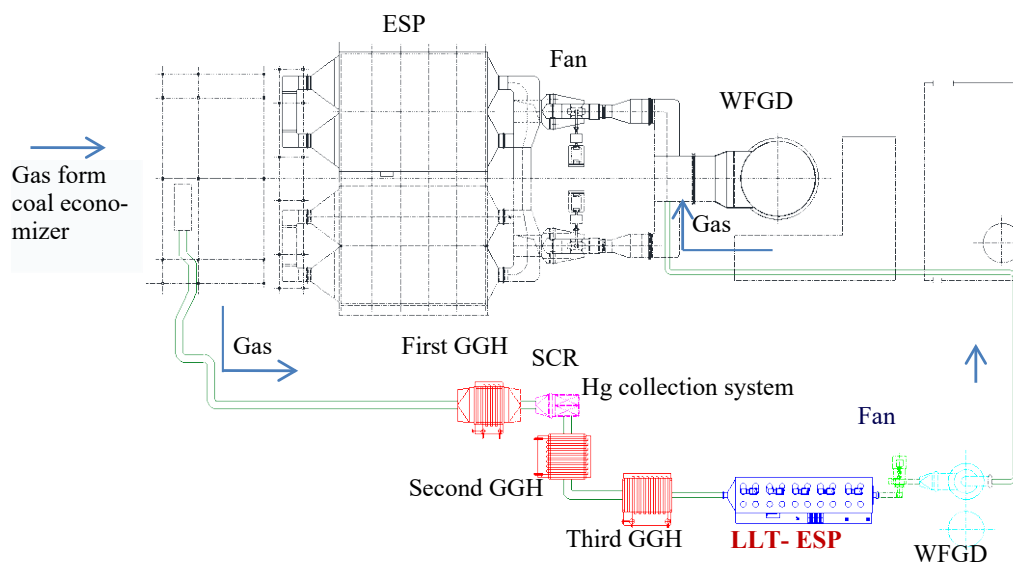 ESP
Fan
WFGD
Gas form
coal econo-
mizer
Gas
Gas
First GGH
SCR
Hg collection system
Fan
Second GGH
Third GGH
LLT- ESP
WFGD